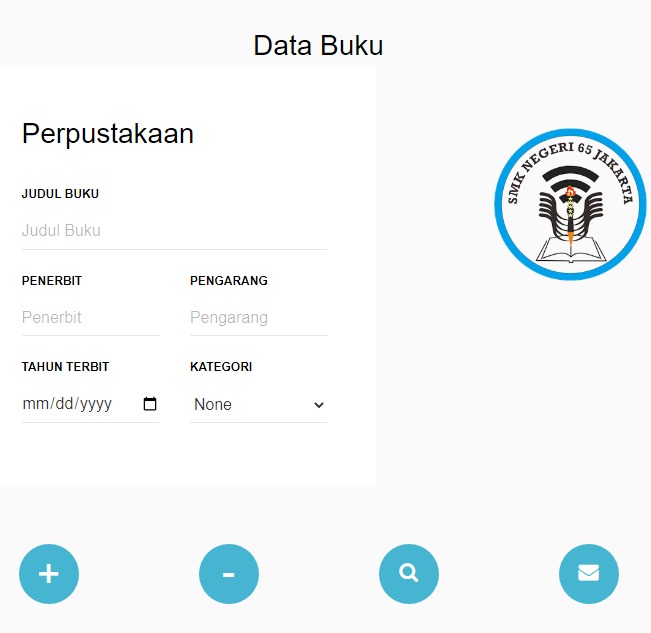 Data Buku
Perpustakaan
SMK NEGERI 65 JAKARTA
JUDUL BUKU
Judul Buku
PENERBIT PENGARANG
Penerbit Pengarang
TAHUN TERBIT KATEGORI
mm/dd/yyyy None
+ -